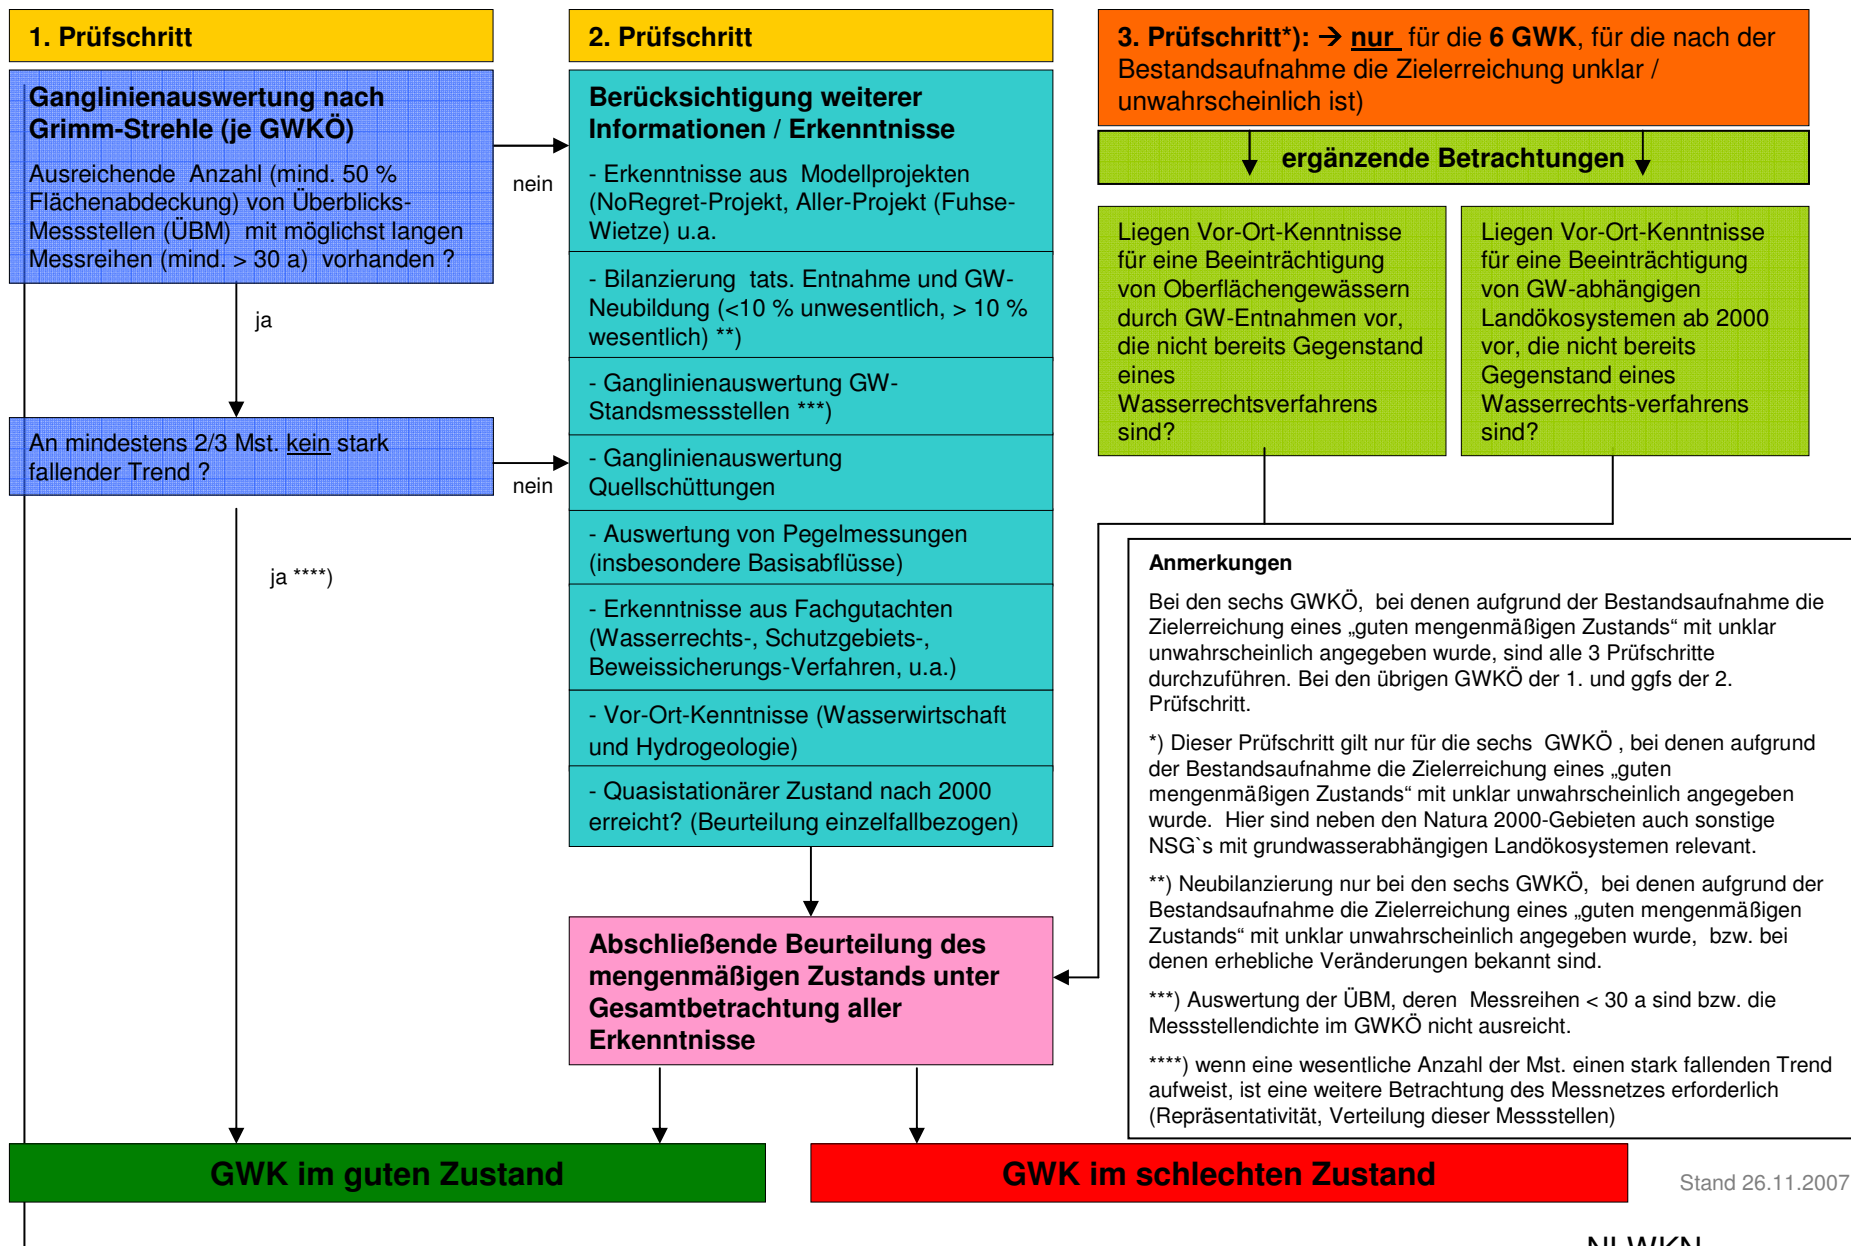 1. Prüfschritt
Ganglinienauswertung nach
Grimm-Strehle (je GWKÖ)
Ausreichende Anzahl (mind. 50 %
Flächenabdeckung) von Überblicks-
Messstellen (ÜBM) mit möglichst langen
Messreihen (mind. > 30 a) vorhanden ?
nein
ja
An mindestens 2/3 Mst. kein stark
fallender Trend ?
nein
ja ****)
2. Prüfschritt
Berücksichtigung weiterer
Informationen / Erkenntnisse
- Erkenntnisse aus Modellprojekten
(NoRegret-Projekt, Aller-Projekt (Fuhse-
Wietze) u.a.
- Bilanzierung tats. Entnahme und GW-
Neubildung (<10 % unwesentlich, > 10 %
wesentlich) **)
- Ganglinienauswertung GW-
Standsmessstellen ***)
- Ganglinienauswertung
Quellschüttungen
- Auswertung von Pegelmessungen
(insbesondere Basisabflüsse)
- Erkenntnisse aus Fachgutachten
(Wasserrechts-, Schutzgebiets-,
Beweissicherungs-Verfahren, u.a.)
- Vor-Ort-Kenntnisse (Wasserwirtschaft
und Hydrogeologie)
- Quasistationärer Zustand nach 2000
erreicht? (Beurteilung einzelfallbezogen)
Abschließende Beurteilung des
mengenmäßigen Zustands unter
Gesamtbetrachtung aller
Erkenntnisse
3. Prüfschritt*): → nur für die 6 GWK, für die nach der
Bestandsaufnahme die Zielerreichung unklar /
unwahrscheinlich ist)
ergänzende Betrachtungen
Liegen Vor-Ort-Kenntnisse
für eine Beeinträchtigung
von Oberflächengewässern
durch GW-Entnahmen vor,
die nicht bereits Gegenstand
eines
Wasserrechtsverfahrens
sind?
Liegen Vor-Ort-Kenntnisse
für eine Beeinträchtigung
von GW-abhängigen
Landökosystemen ab 2000
vor, die nicht bereits
Gegenstand eines
Wasserrechts-verfahrens
sind?
Anmerkungen
Bei den sechs GWKÖ, bei denen aufgrund der Bestandsaufnahme die
Zielerreichung eines „guten mengenmäßigen Zustands“ mit unklar
unwahrscheinlich angegeben wurde, sind alle 3 Prüfschritte
durchzuführen. Bei den übrigen GWKÖ der 1. und ggfs der 2.
Prüfschritt.
*) Dieser Prüfschritt gilt nur für die sechs GWKÖ , bei denen aufgrund
der Bestandsaufnahme die Zielerreichung eines „guten
mengenmäßigen Zustands“ mit unklar unwahrscheinlich angegeben
wurde. Hier sind neben den Natura 2000-Gebieten auch sonstige
NSG`s mit grundwasserabhängigen Landökosystemen relevant.
**) Neubilanzierung nur bei den sechs GWKÖ, bei denen aufgrund der
Bestandsaufnahme die Zielerreichung eines „guten mengenmäßigen
Zustands“ mit unklar unwahrscheinlich angegeben wurde, bzw. bei
denen erhebliche Veränderungen bekannt sind.
***) Auswertung der ÜBM, deren Messreihen < 30 a sind bzw. die
Messstellendichte im GWKÖ nicht ausreicht.
****) wenn eine wesentliche Anzahl der Mst. einen stark fallenden Trend
aufweist, ist eine weitere Betrachtung des Messnetzes erforderlich
(Repräsentativität, Verteilung dieser Messstellen)
GWK im guten Zustand
GWK im schlechten Zustand
Stand 26.11.2007
NLWKN